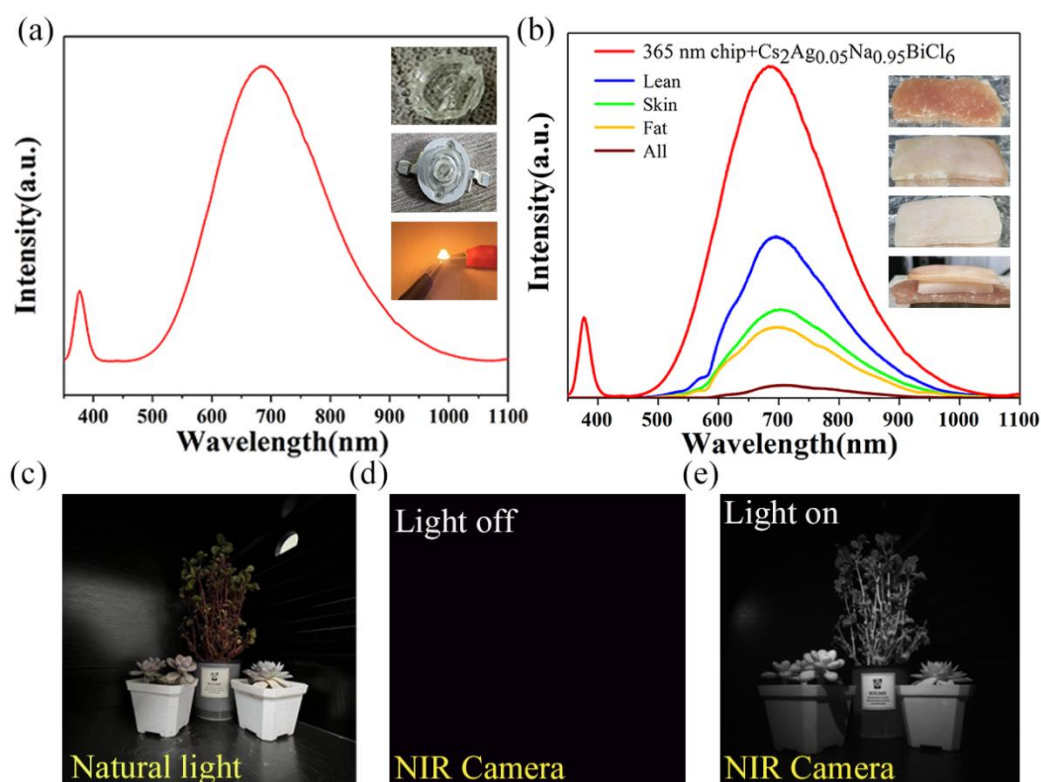 (a)
Intensity(a.u.)
400 500 600 700 800 900 1000 1100
Wavelength(nm)
(b)
365 nm chip+Cs2Ag0.05Na0.95BiCl6
Lean
Skin
Fat
All
Intensity(a.u.)
400 500 600 700 800 900 1000 1100
Wavelength(nm)
(c)
Natural light
(d)
Light off
NIR Camera
(e)
Light on
NIR Camera